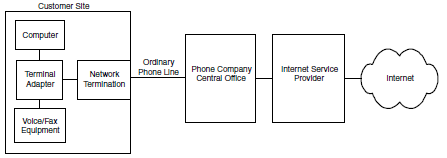 Customer Site
Computer
Terminal
Adapter
Network
Termination
Voice/Fax
Equipment
Ordinary
Phone Line
Phone Company
Central Office
Internet Service
Provider
Internet